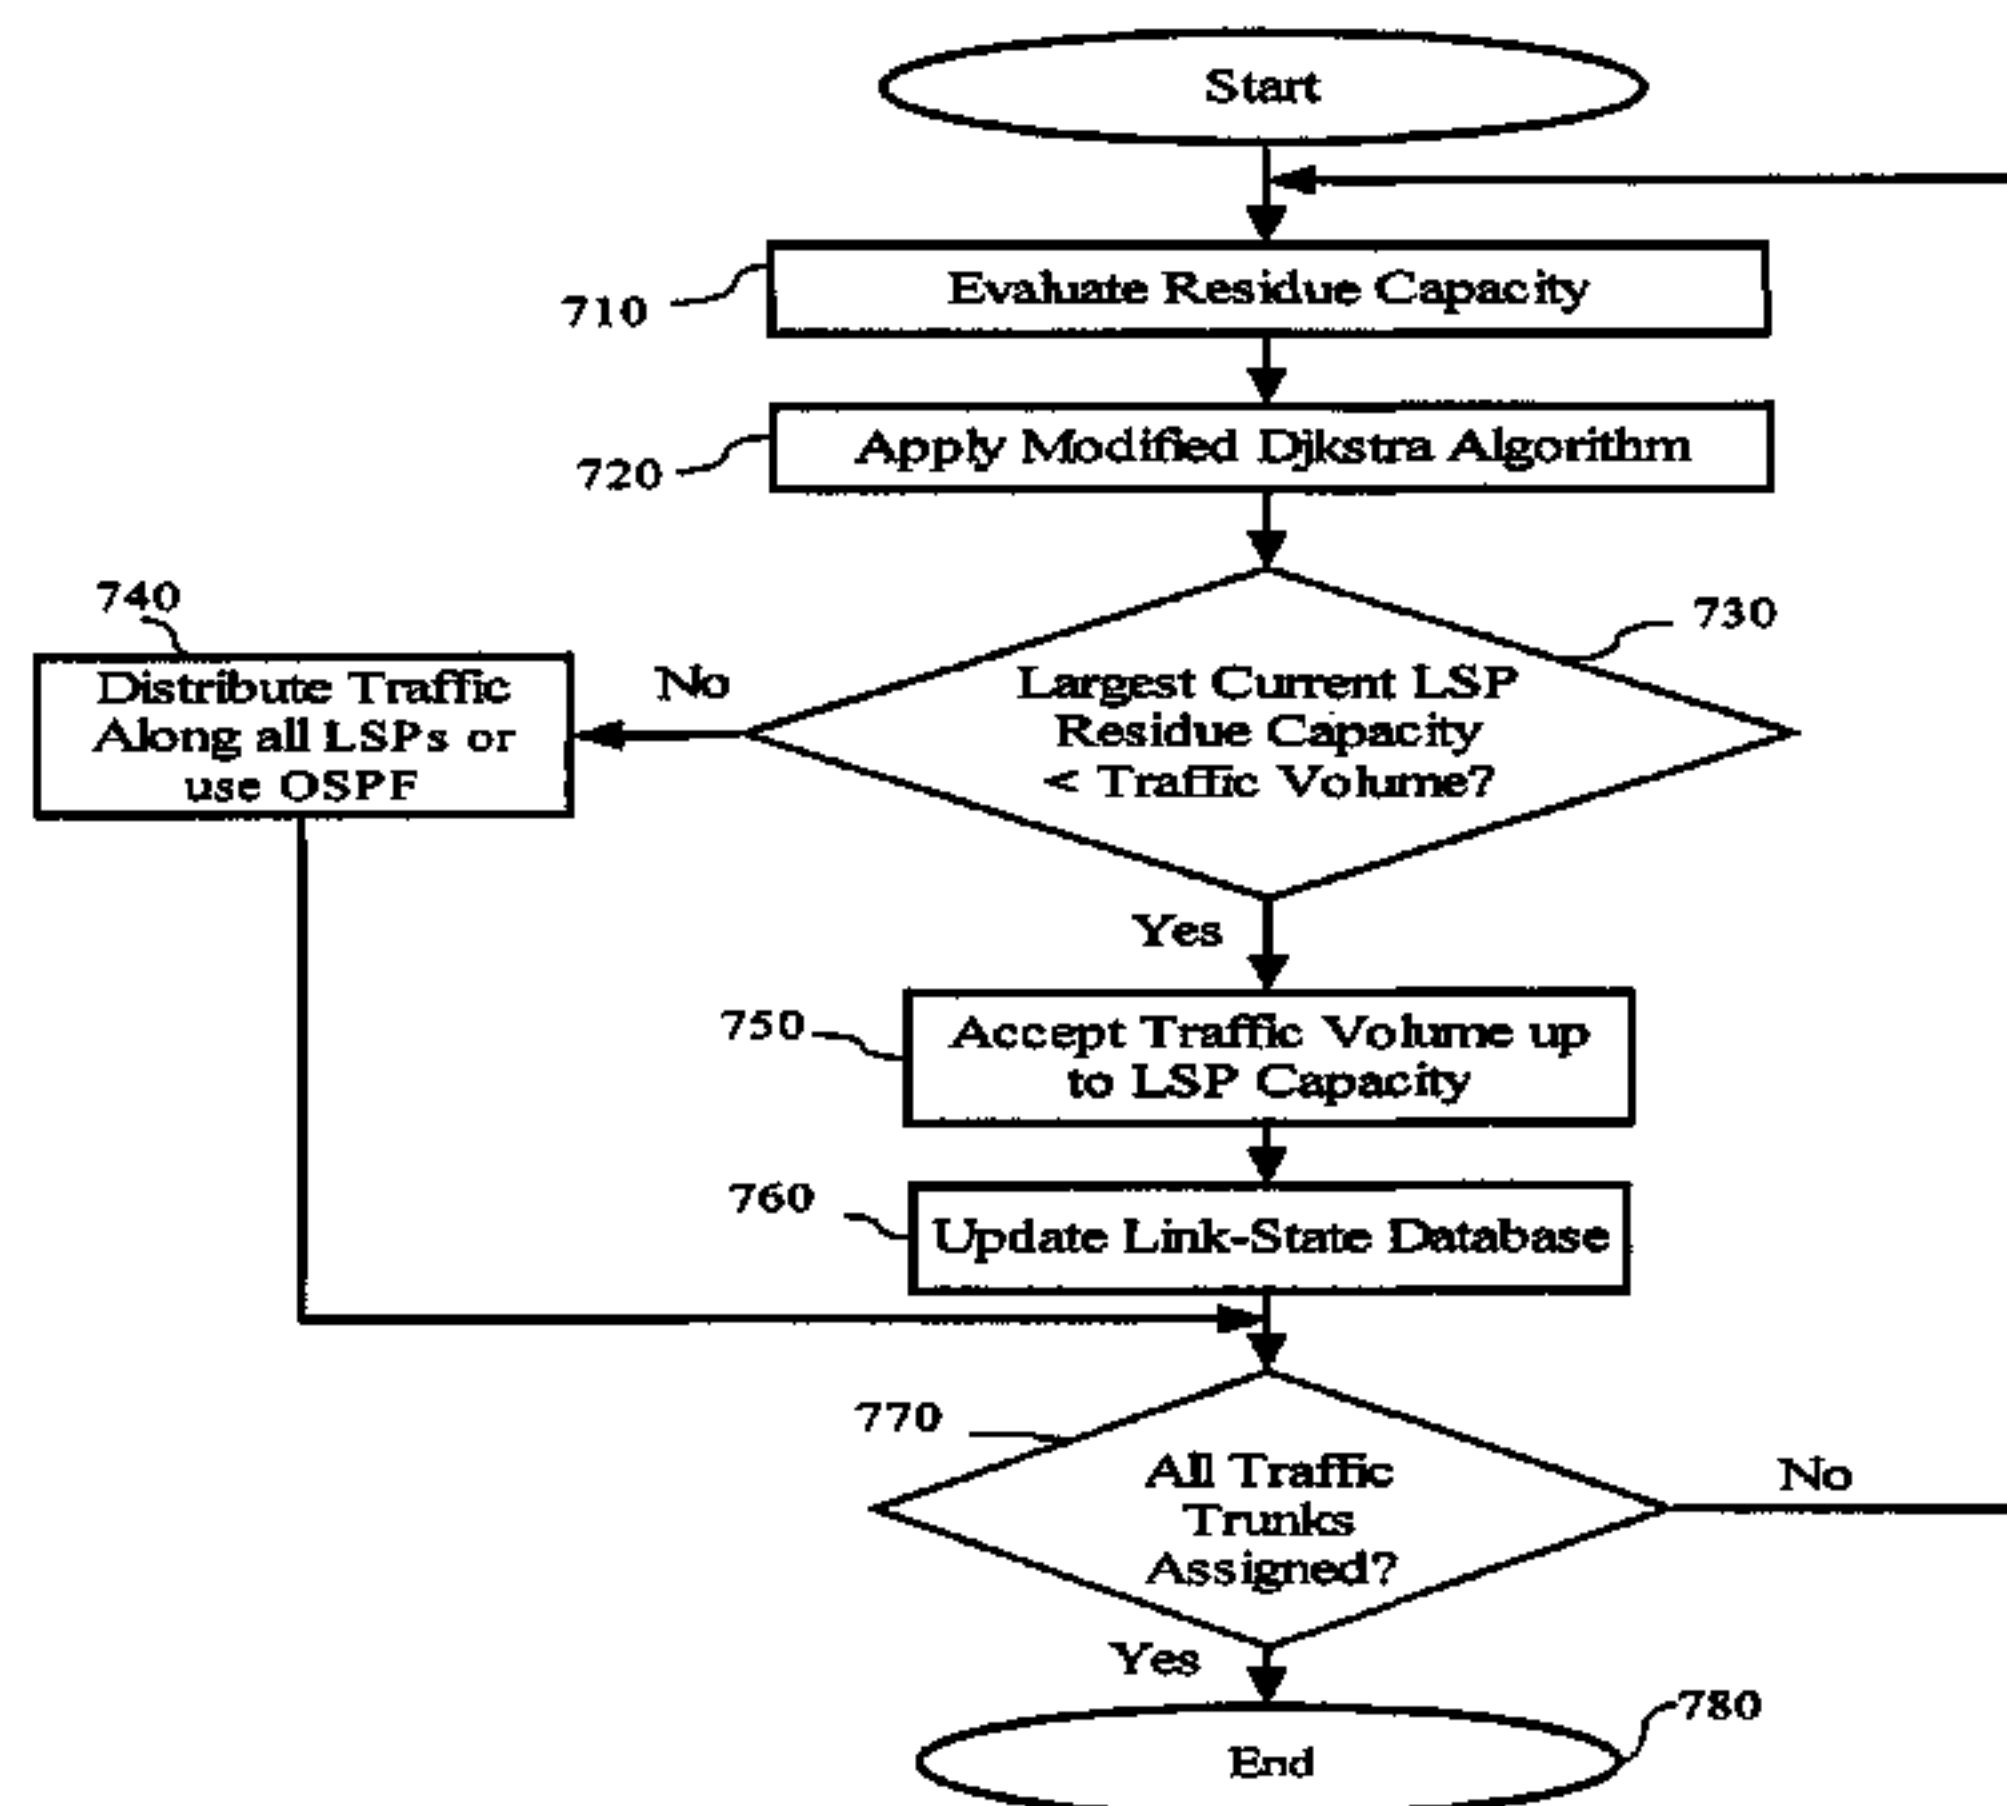 Start
Evaluate Residue Capacity
710
Apply Modified Djkstra Algorithm
720
740
730
Distribute Traffic
Along all LSPs or
use OSPF
No
Largest Current LSP
Residue Capacity
< Traffic Volume?
Yes
750
Accept Traffic Volume up
to LSP Capacity
760
Update Link-State Database
770
All Traffic
Trunks
Assigned?
No
Yes
780
End